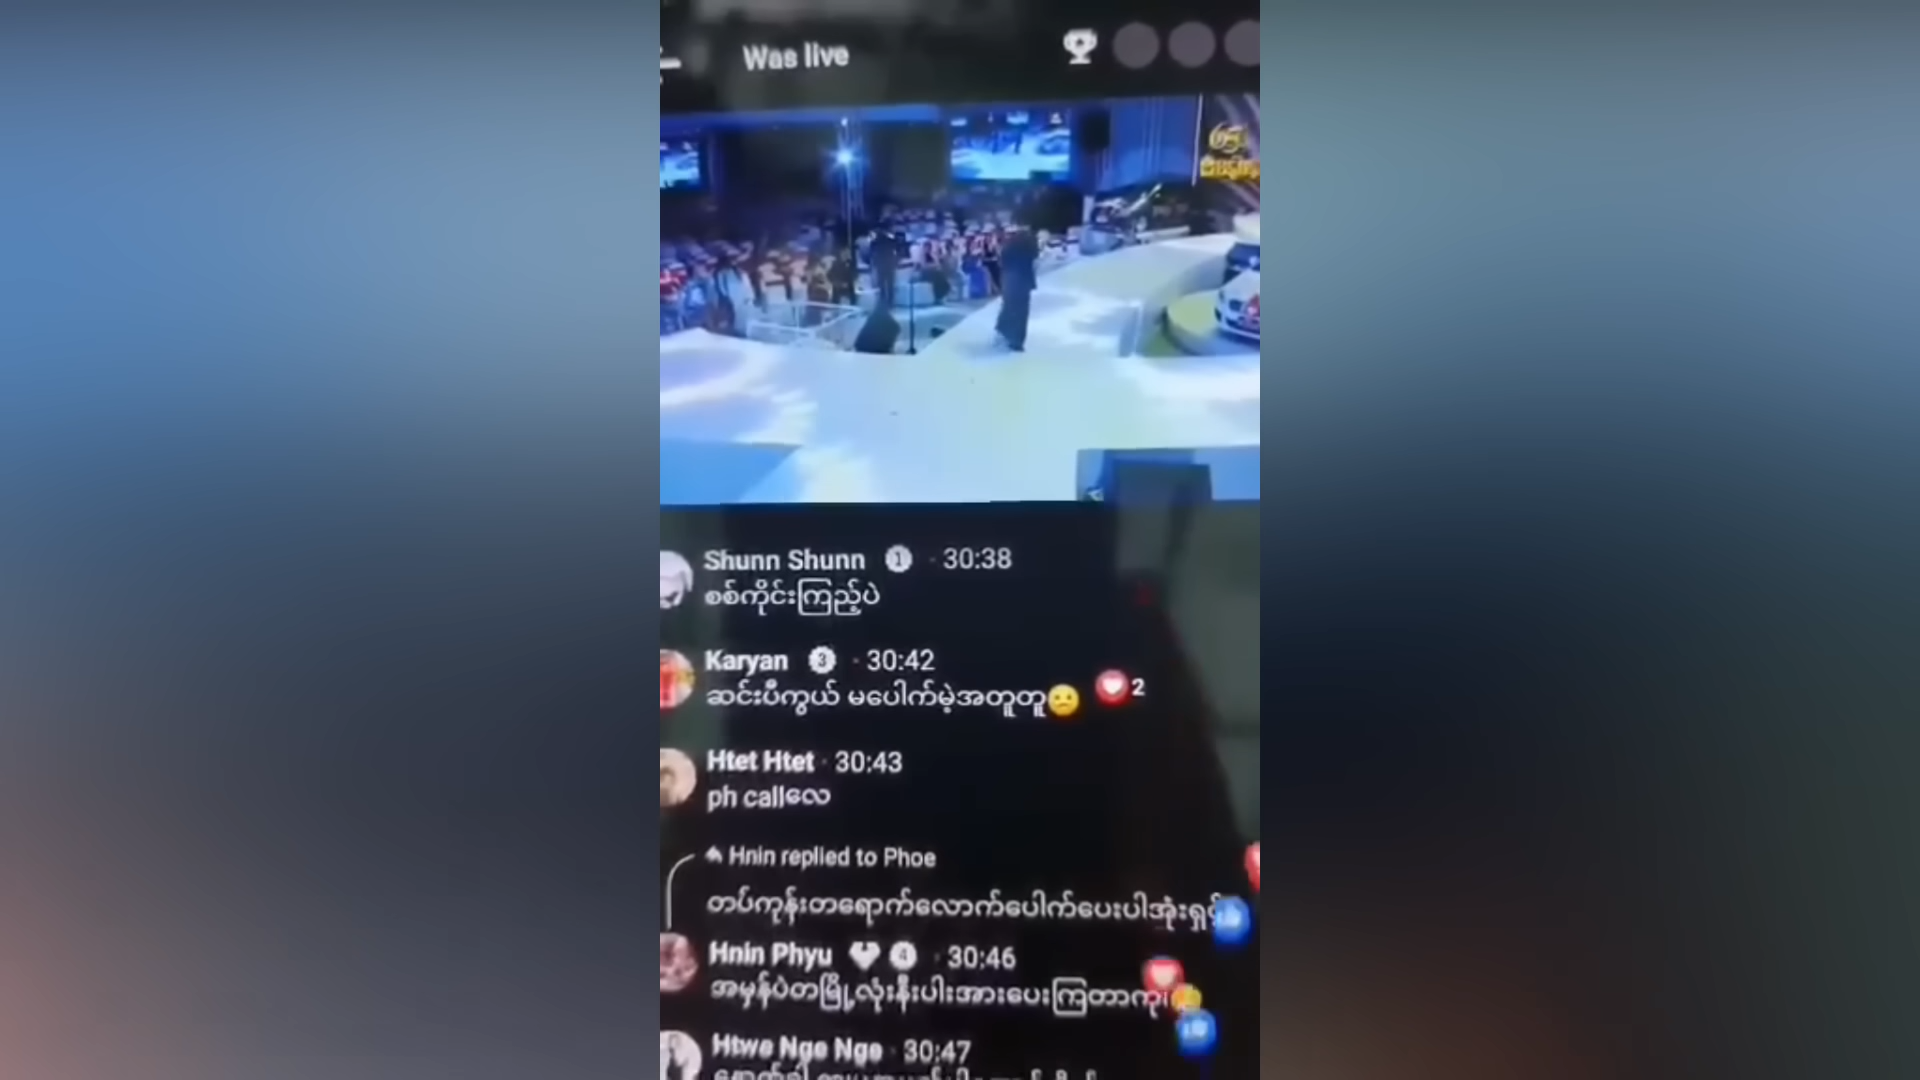 Was live
Shunn Shunn 1 · 30:38
စစ်ကိုင်းကြည့်ပဲ
Karyan 3 · 30:42
ဆင်းပီကွယ် မပေါက်မဲ့အတူတူ😟 2
Htet Htet · 30:43
ph callလေ
Hnin replied to Phoe
တပ်ကုန်းတရောက်လောက်ပေါက်ပေးပါအုံးရှင့်
Hnin Phyu 4 · 30:46
အမှန်ပဲတမြို့လုံးနီးပါးအားပေးကြတာကု
Htwe Nge Nge · 30:47